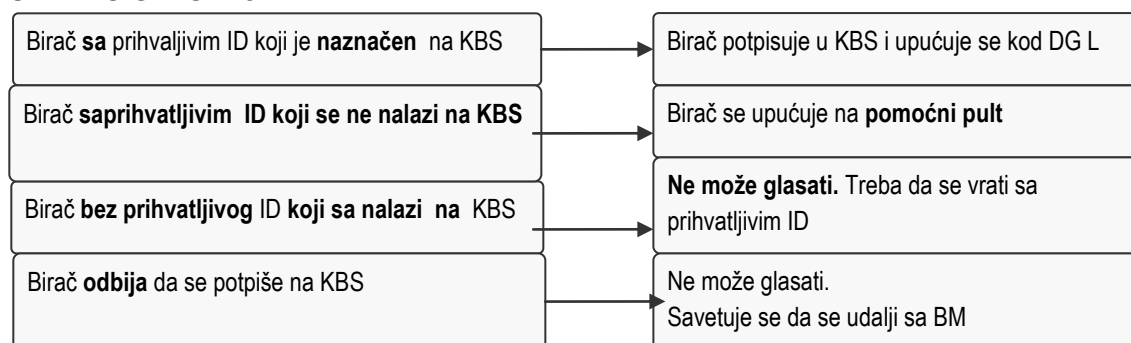 Birač sa prihvaljivim ID koji je naznačen na KBS
Birač potpisuje u KBS i upućuje se kod DG L
Birač saprihvatljivim ID koji se ne nalazi na KBS
Birač se upućuje na pomoćni pult
Birač bez prihvatljivog ID koji sa nalazi na KBS
Ne može glasati. Treba da se vrati sa
prihvatljivim ID
Birač odbija da se potpiše na KBS
Ne može glasati.
Savetuje se da se udalji sa BM